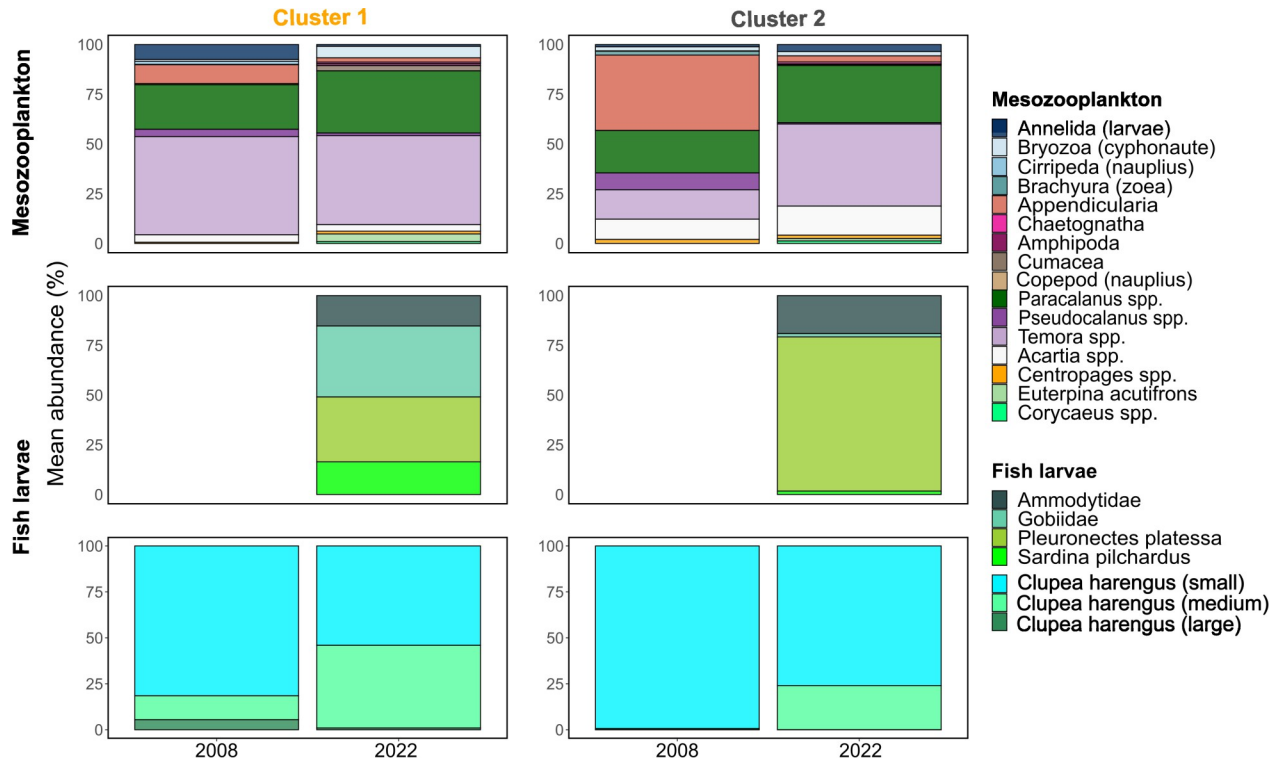 Cluster 1
Cluster 2
Mesozooplankton
100
75
50
25
0
100
75
50
25
0
Mean abundance (%)
Fish larvae
100
75
50
25
0
100
75
50
25
0
100
75
50
25
0
100
75
50
25
0
2008
2022
2008
2022
Mesozooplankton
Annelida (larvae)
Bryozoa (cyphonaute)
Cirripeda (nauplius)
Brachyura (zoea)
Appendicularia
Chaetognatha
Amphipoda
Cumacea
Copepod (nauplius)
Paracalanus spp.
Pseudocalanus spp.
Temora spp.
Acartia spp.
Centropages spp.
Euterpina acutifrons
Corycaeus spp.
Fish larvae
Ammodytidae
Gobiidae
Pleuronectes platessa
Sardina pilchardus
Clupea harengus (small)
Clupea harengus (medium)
Clupea harengus (large)